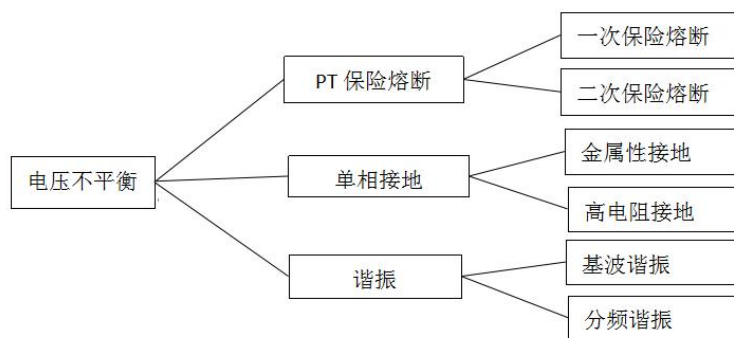 一次保险熔断
PT 保险熔断
二次保险熔断
金属性接地
电压不平衡
单相接地
高电阻接地
基波谐振
谐振
分频谐振